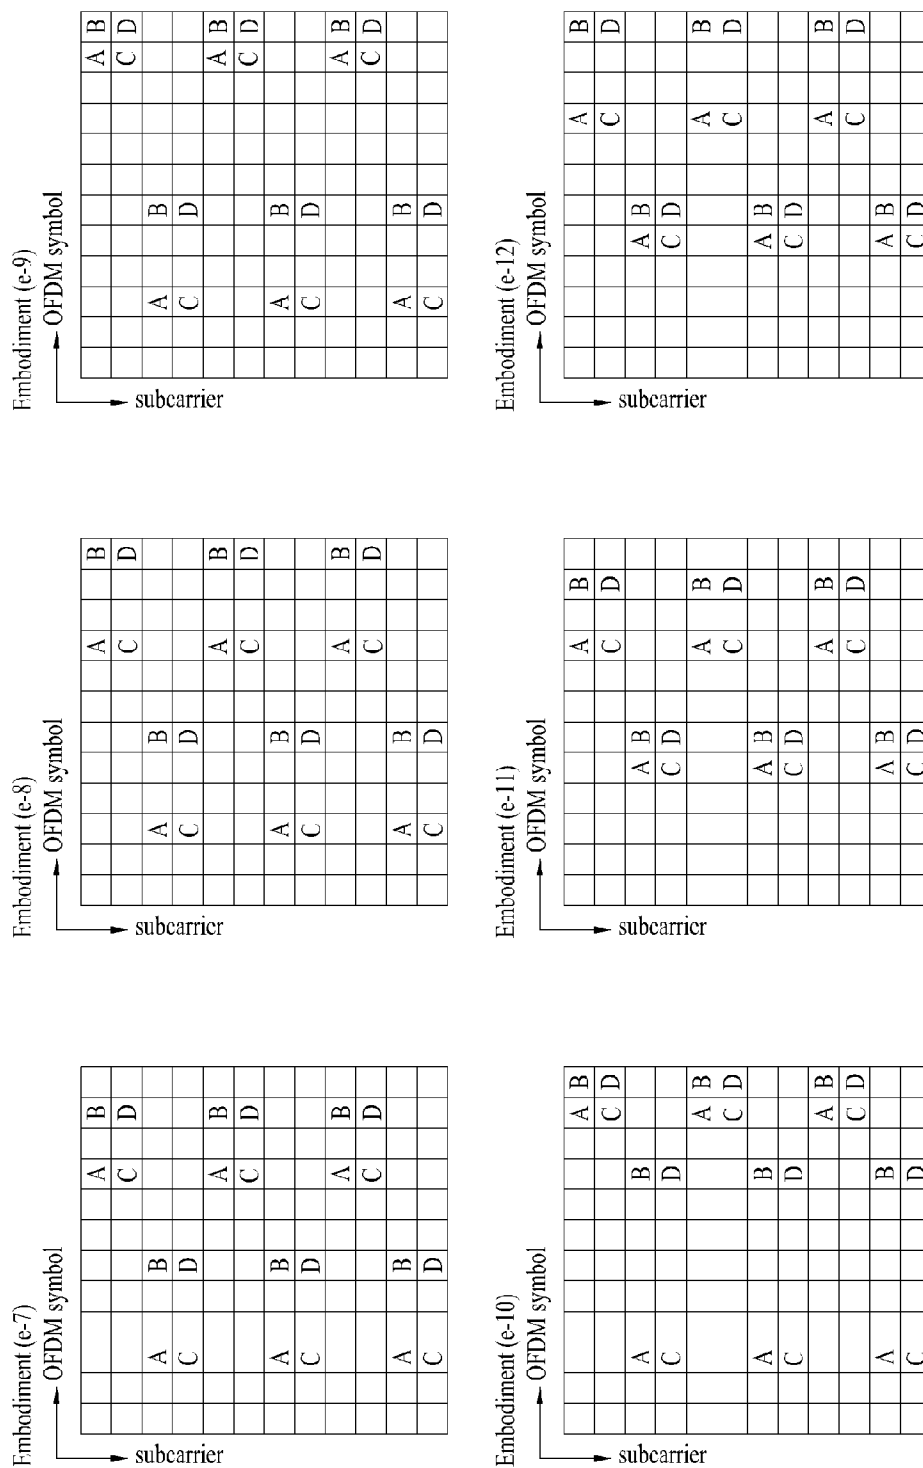 Embodiment (e-7)
OFDM symbol
subcarrier
A B
C D
A B
C D
A B
C D
A B
C D
A B
C D
A B
C D
Embodiment (e-8)
OFDM symbol
subcarrier
A B
C D
A B
C D
A B
C D
A B
C D
A B
C D
A B
C D
Embodiment (e-9)
OFDM symbol
subcarrier
A B
C D
A B
C D
A B
C D
A B
C D
A B
C D
A B
C D
Embodiment (e-10)
OFDM symbol
subcarrier
A B
C D
A B
C D
A B
C D
A B
C D
A B
C D
A B
C D
Embodiment (e-11)
OFDM symbol
subcarrier
A B
C D
A B
C D
A B
C D
A B
C D
A B
C D
A B
C D
Embodiment (e-12)
OFDM symbol
subcarrier
A B
C D
A B
C D
A B
C D
A B
C D
A B
C D
A B
C D